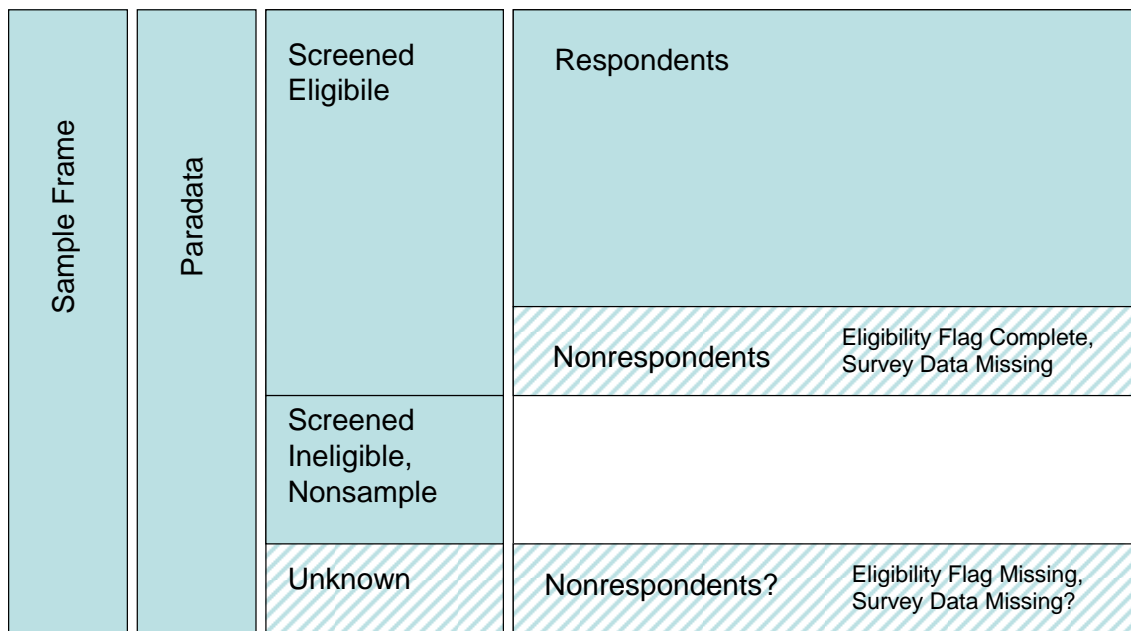 Sample Frame
Paradata
Screened
Eligibile
Respondents
Nonrespondents
Eligibility Flag Complete,
Survey Data Missing
Screened
Ineligible,
Nonsample
Unknown
Nonrespondents?
Eligibility Flag Missing,
Survey Data Missing?